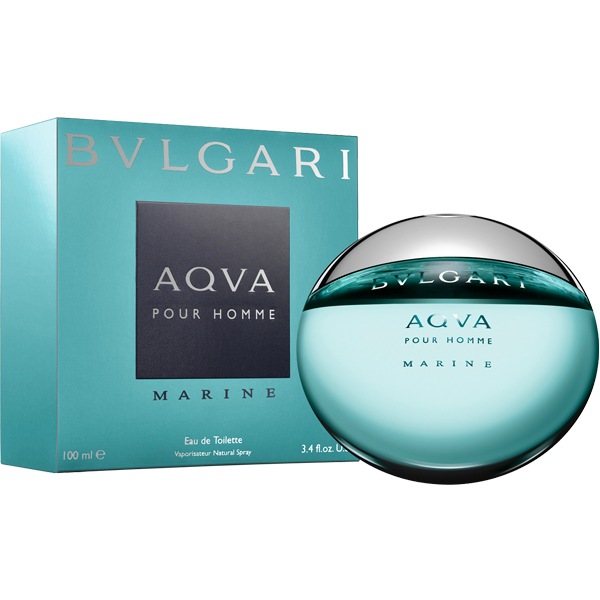 BVLGARI
AQVA
POUR HOMME
MARINE
Eau de Toilette
Vaporisateur Natural Spray
100 ml e
3.4 fl.oz. U.
BVLGARI
AQVA
POUR HOMME
MARINE